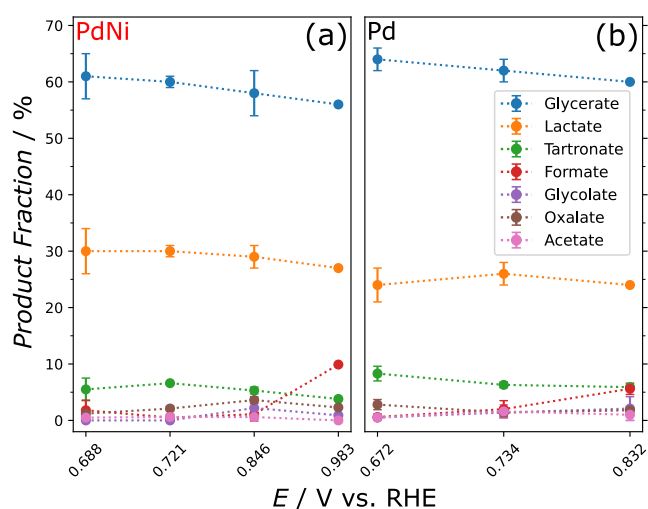 PdNi
(a)
Pd
(b)
Product Fraction / %
70
60
50
40
30
20
10
0
Glycerate
Lactate
Tartronate
Formate
Glycolate
Oxalate
Acetate
0.688
0.721
0.846
0.983
0.672
0.734
0.832
E / V vs. RHE